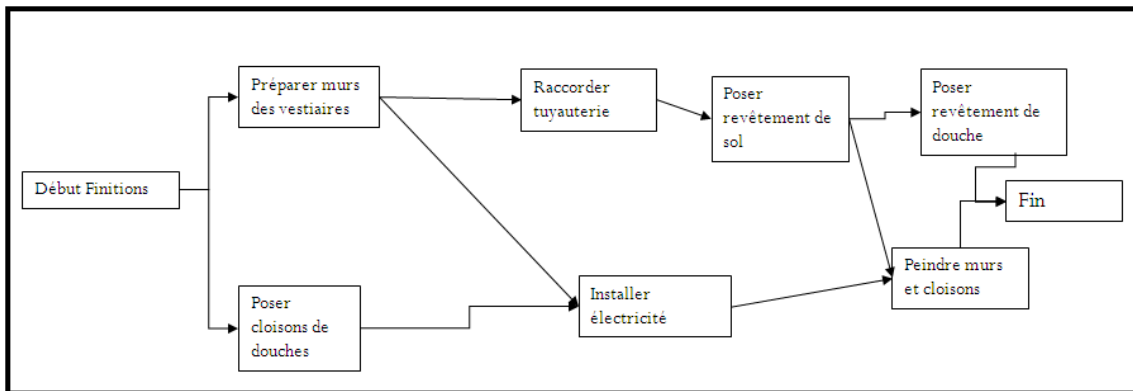 Préparer murs
des vestiaires
Raccorder
tuyauterie
Poser
revêtement de
sol
Poser
revêtement de
douche
Début Finitions
Fin
Poser
cloisons de
douches
Installer
électricité
Peindre murs
et cloisons